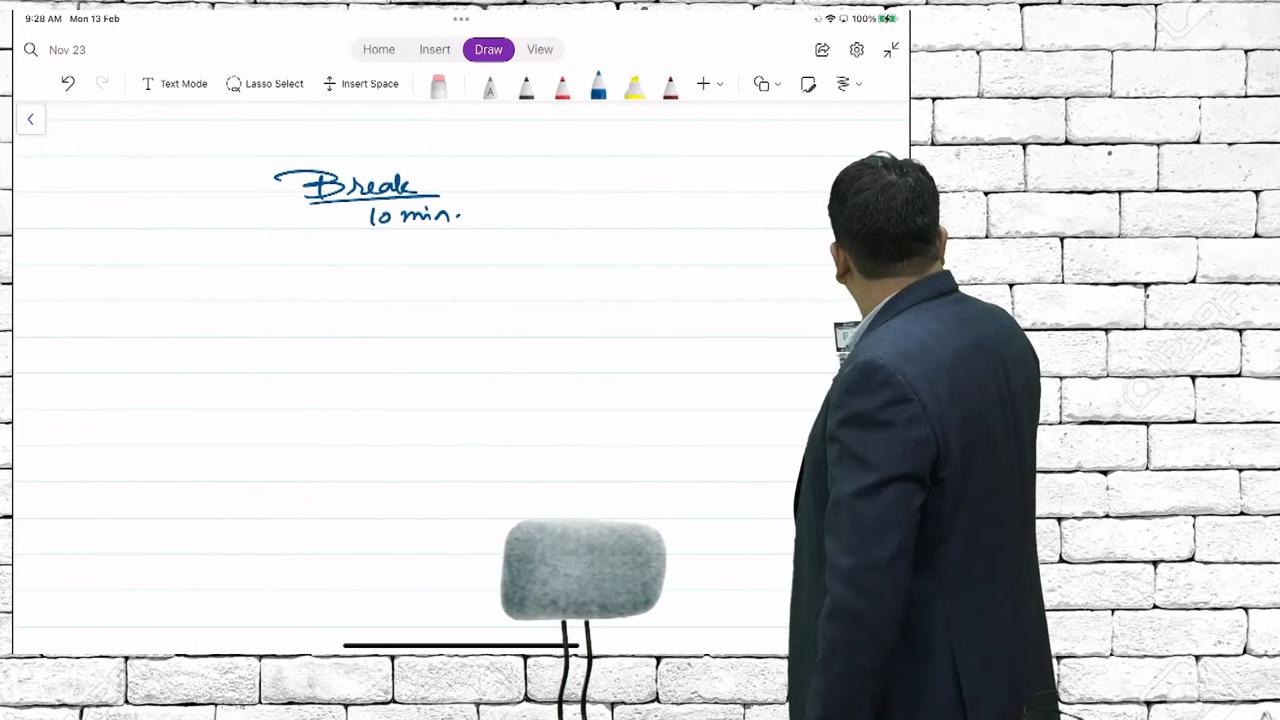 9:28 AM Mon 13 Feb
100%
Nov 23
Home Insert Draw View
Text Mode Lasso Select Insert Space
A
Break
10 min.